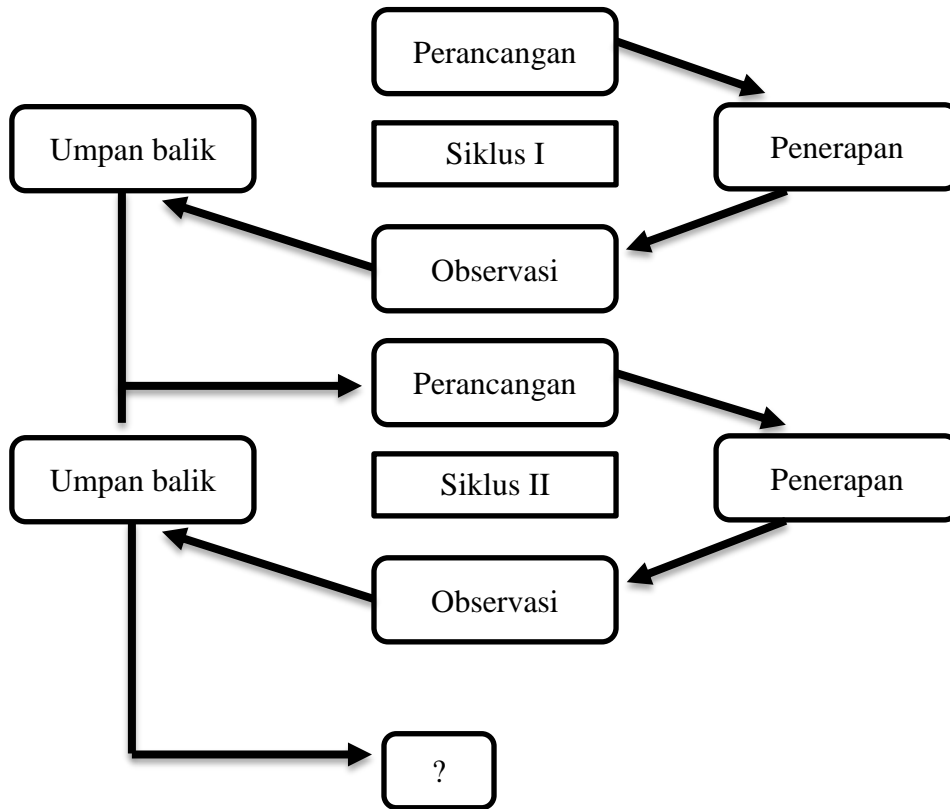 Perancangan
Umpan balik
Siklus I
Penerapan
Observasi
Perancangan
Umpan balik
Siklus II
Penerapan
Observasi
?